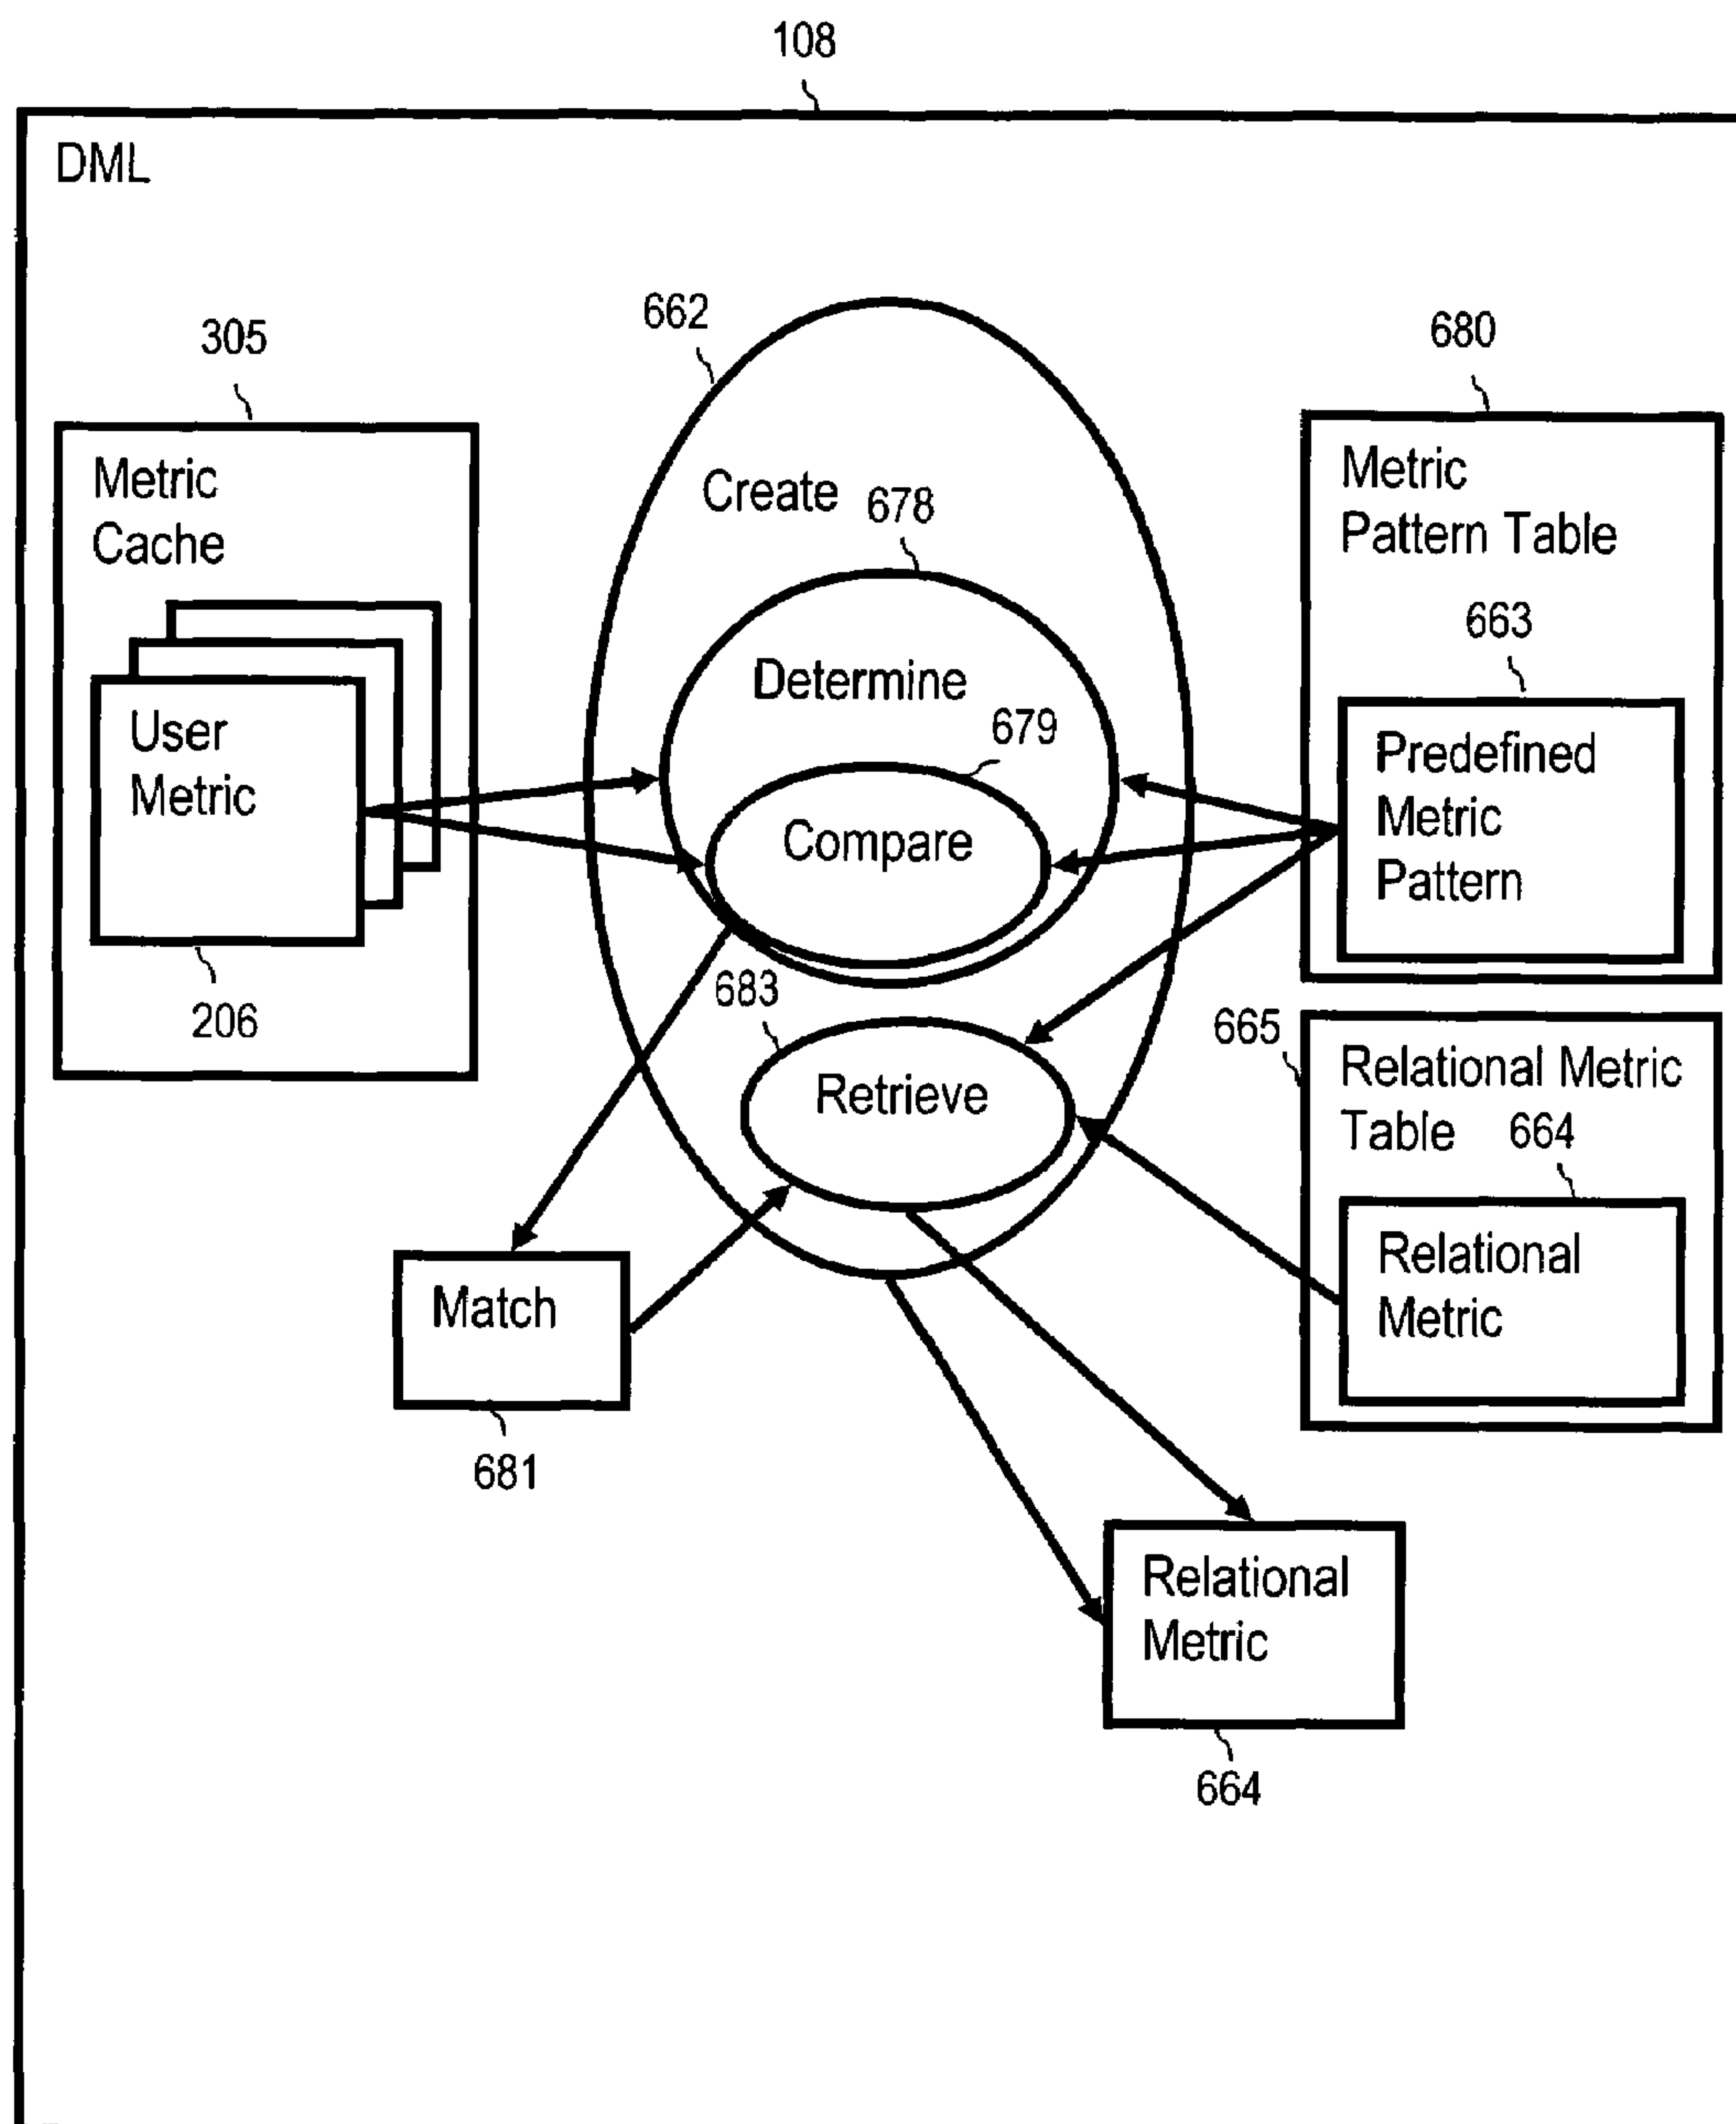 108
DML
662
305
680
Metric
Cache
Create
678
Metric
Pattern Table
663
Determine
679
User
Metric
Predefined
Metric
Pattern
Compare
206
683
665
Retrieve
Relational Metric
Table
664
Match
Relational
Metric
681
Relational
Metric
664